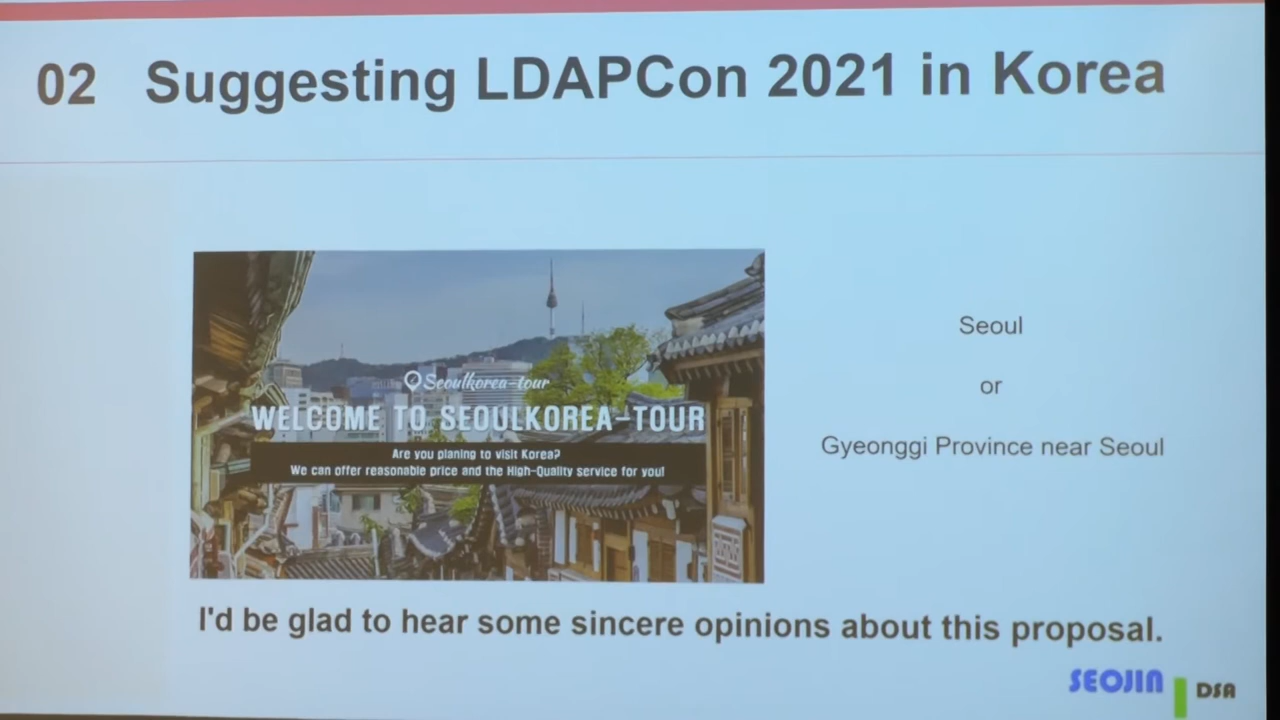 02 Suggesting LDAPCon 2021 in Korea
Seoulkorea-tour
WELCOME TO SEOULKOREA-TOUR
Are you planing to visit Korea?
We can offer reasonable price and the High-Quality service for you!
Seoul
or
Gyeonggi Province near Seoul
I'd be glad to hear some sincere opinions about this proposal.
SEOJIN DSA